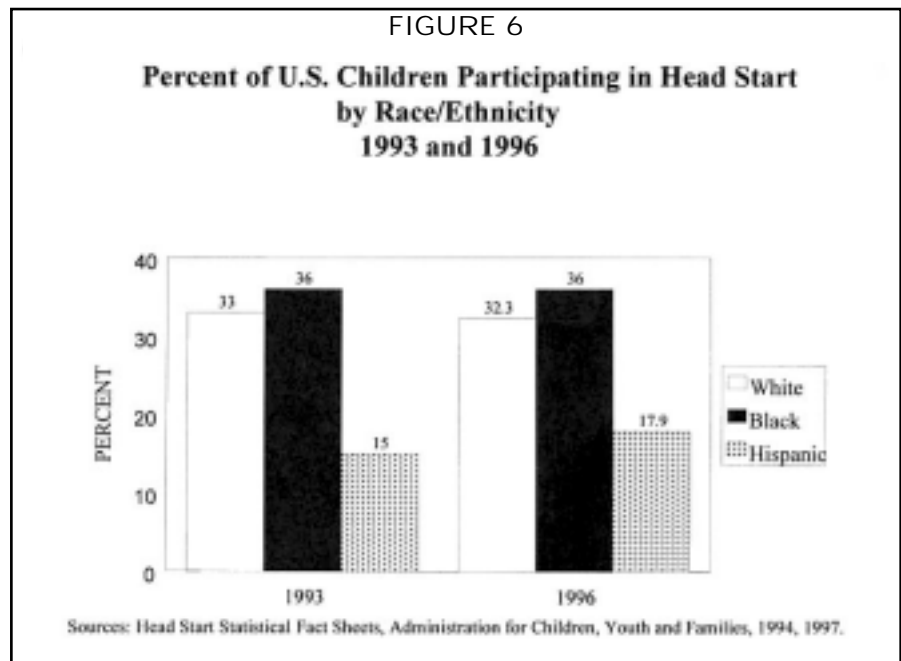 FIGURE 6
Percent of U.S. Children Participating in Head Start
by Race/Ethnicity
1993 and 1996
40
30
20
10
0
PERCENT
33
36
15
32.3
36
17.9
1993
1996
White
Black
Hispanic
Sources: Head Start Statistical Fact Sheets, Administration for Children, Youth and Families, 1994, 1997.